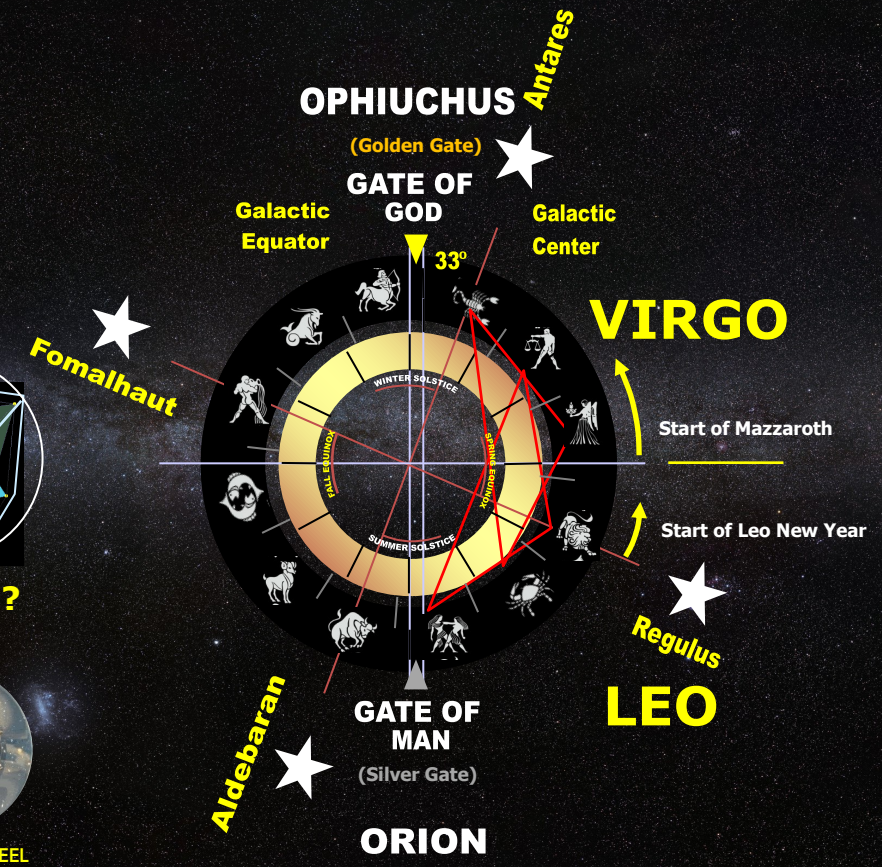 Antares
OPHIUCHUS
(Golden Gate)
GATE OF
GOD
Galactic
Equator
Galactic
Center
33º
VIRGO
Fomalhaut
WINTER SOLSTICE
Start of Mazzaroth
FALL EQUINOX
SPRING EQUINOX
Start of Leo New Year
SUMMER SOLSTICE
?
Regulus
LEO
Aldebaran
GATE OF
MAN
(Silver Gate)
ORION
EEL